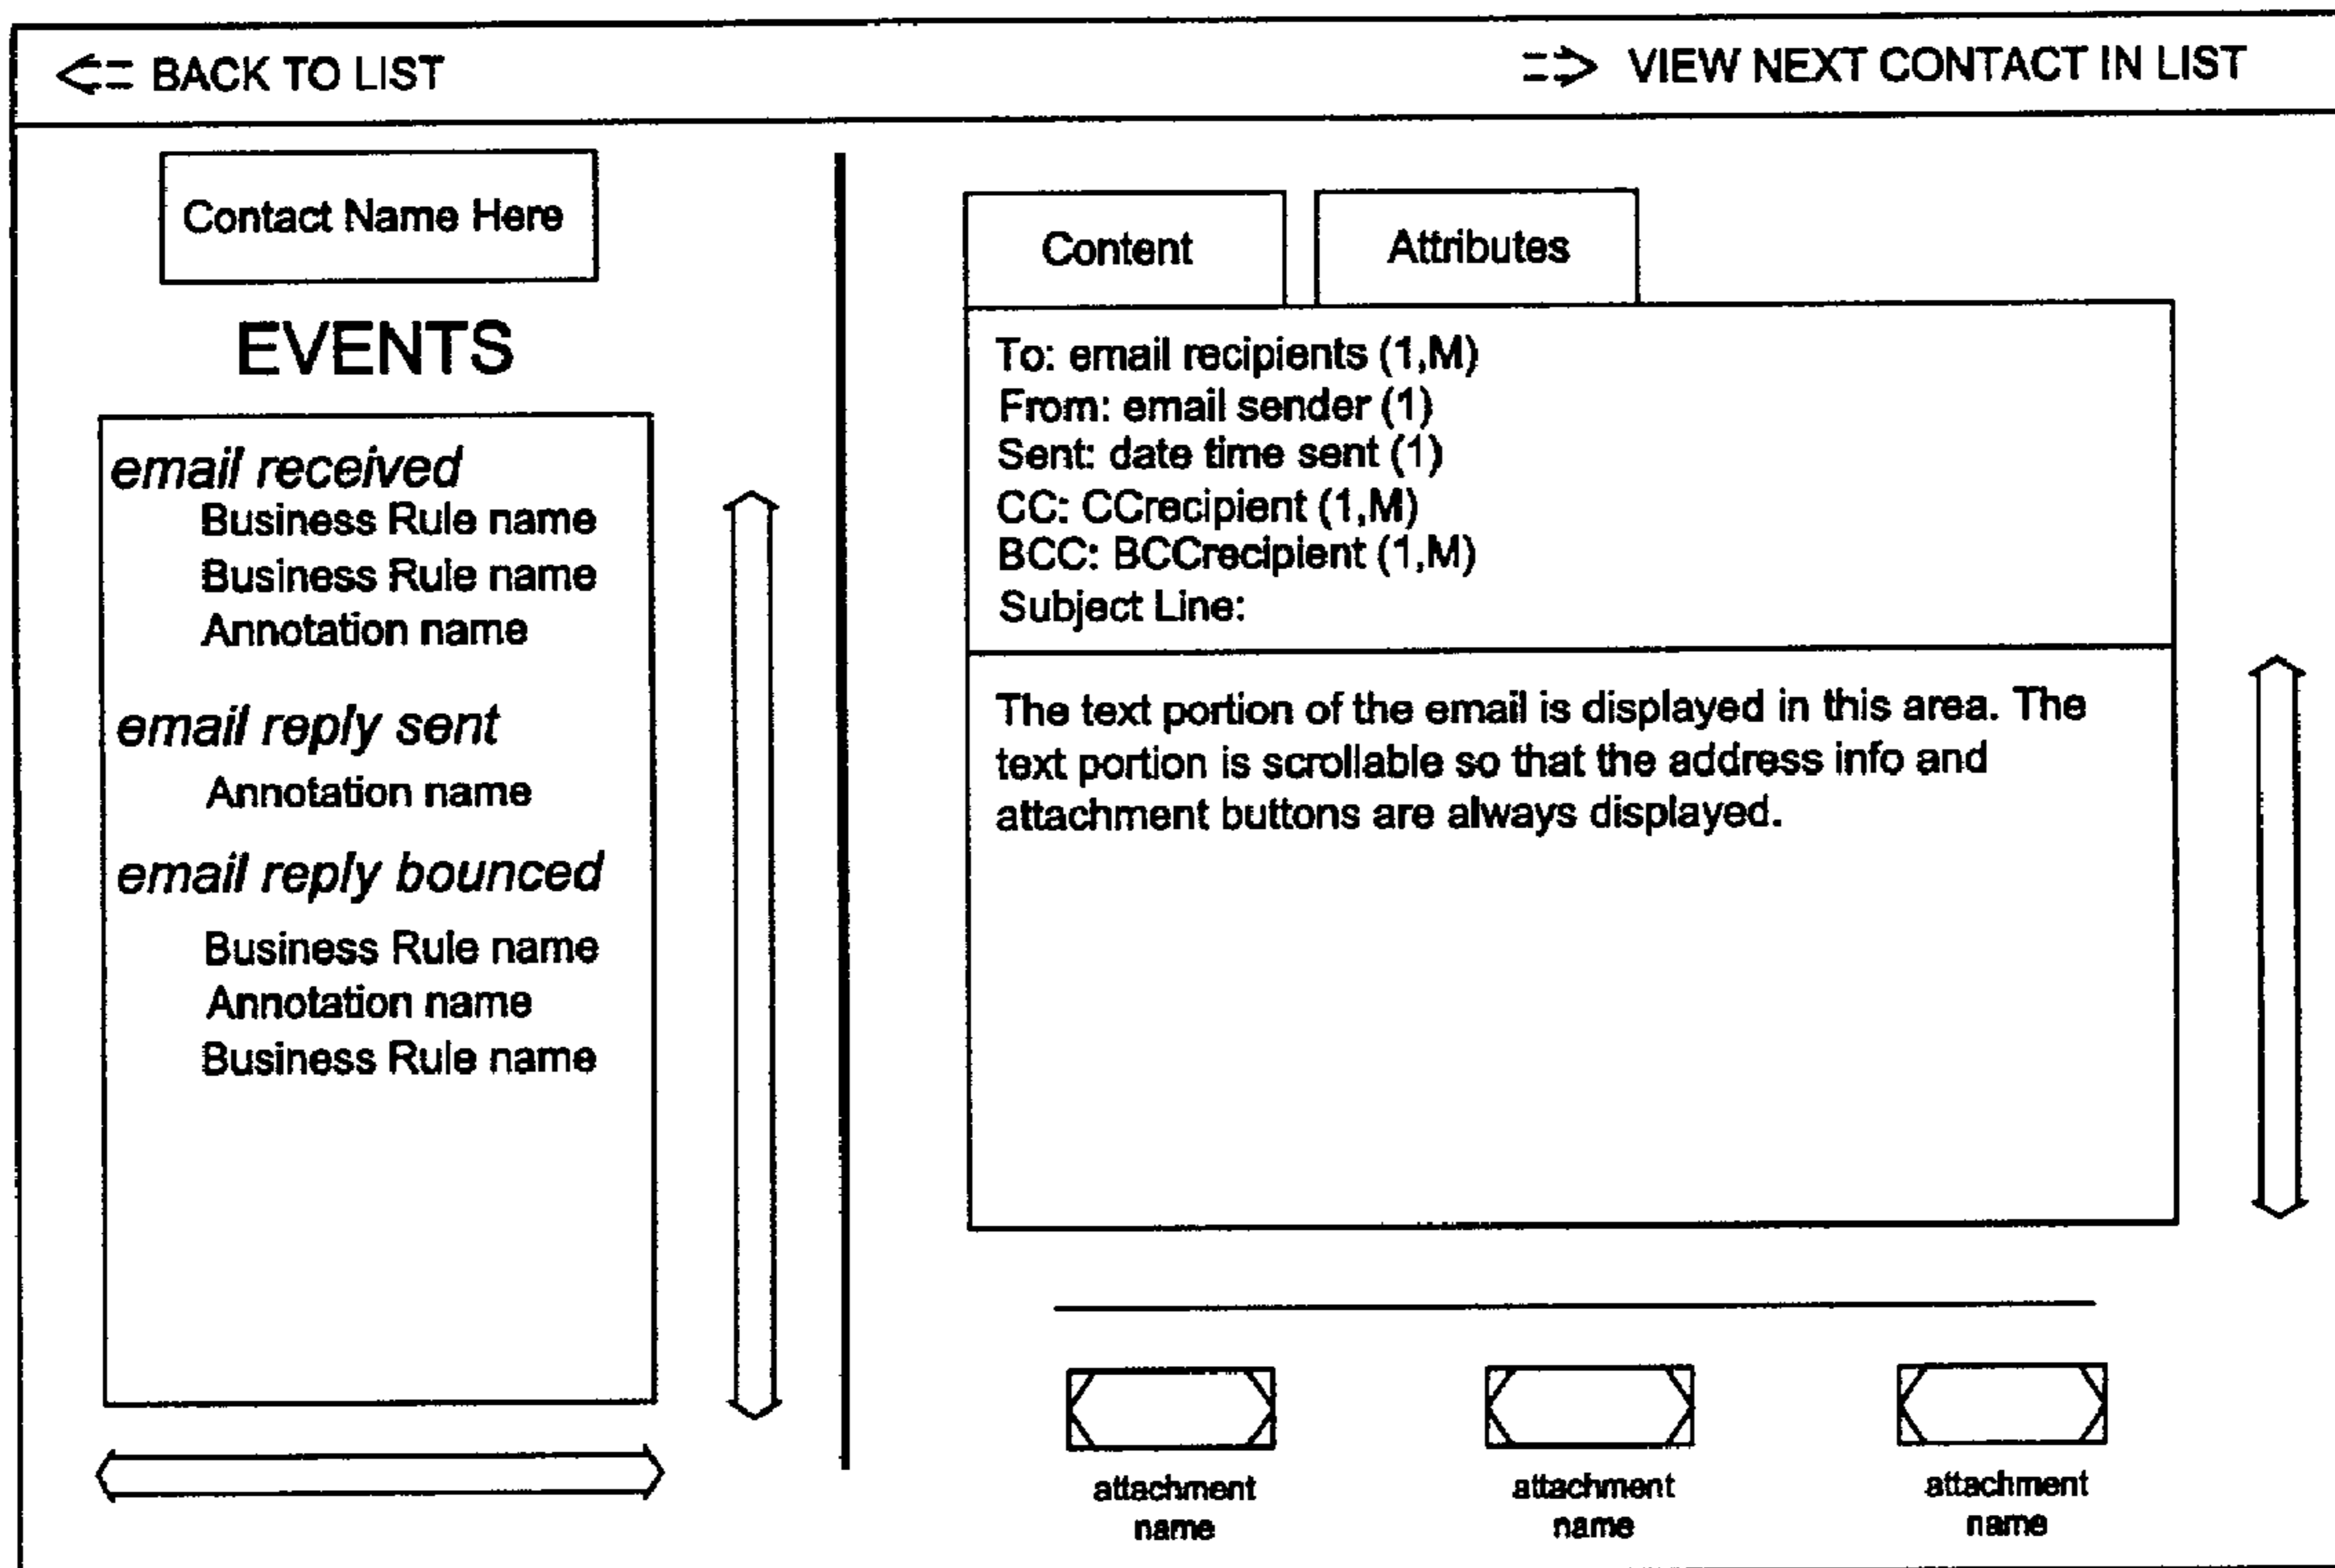 BACK TO LIST
VIEW NEXT CONTACT IN LIST
Contact Name Here
EVENTS
email received
Business Rule name
Business Rule name
Annotation name
email reply sent
Annotation name
email reply bounced
Business Rule name
Annotation name
Business Rule name
Content
Attributes
To: email recipients (1,M)
From: email sender (1)
Sent: date time sent (1)
CC: CCrecipient (1,M)
BCC: BCCrecipient (1,M)
Subject Line:
The text portion of the email is displayed in this area. The
text portion is scrollable so that the address info and
attachment buttons are always displayed.
attachment
name
attachment
name
attachment
name